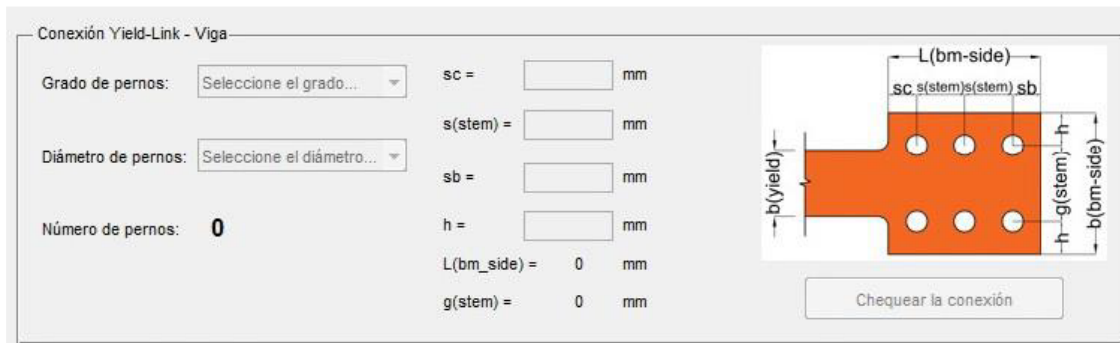 Conexión Yield-Link - Viga
Grado de pernos: Seleccione el grado...
Diámetro de pernos: Seleccione el diámetro...
Número de pernos: 0
sc = mm
s(stem) = mm
sb = mm
h = mm
L(bm_side) = 0 mm
g(stem) = 0 mm
L(bm-side)
sc s(stem) s(stem) sb
b(yield)
h
g(stem)
h
b(bm-side)
Chequear la conexión